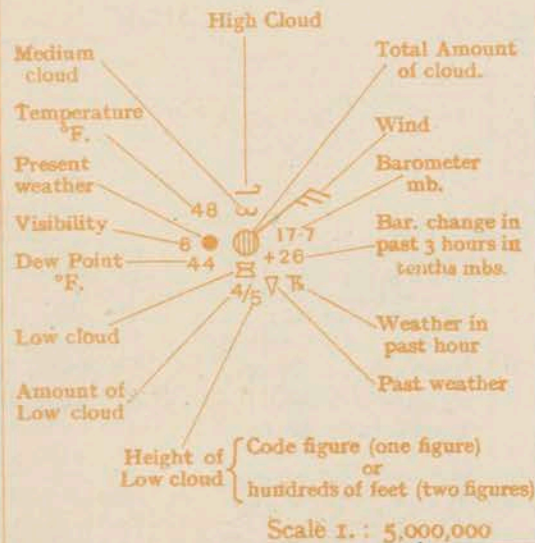 High Cloud
Medium
cloud
Total Amount
of cloud.
Temperature
°F.
Wind
Present
weather
Barometer
mb.
48
Visibility
6
17·7
Bar. change in
past 3 hours in
tenths mbs.
+26
Dew Point
°F.
44
4/5
Low cloud
Weather in
past hour
Amount of
Low cloud
Past weather
Height of
Low cloud
Code figure (one figure)
or
hundreds of feet (two figures)
Scale 1. : 5,000,000